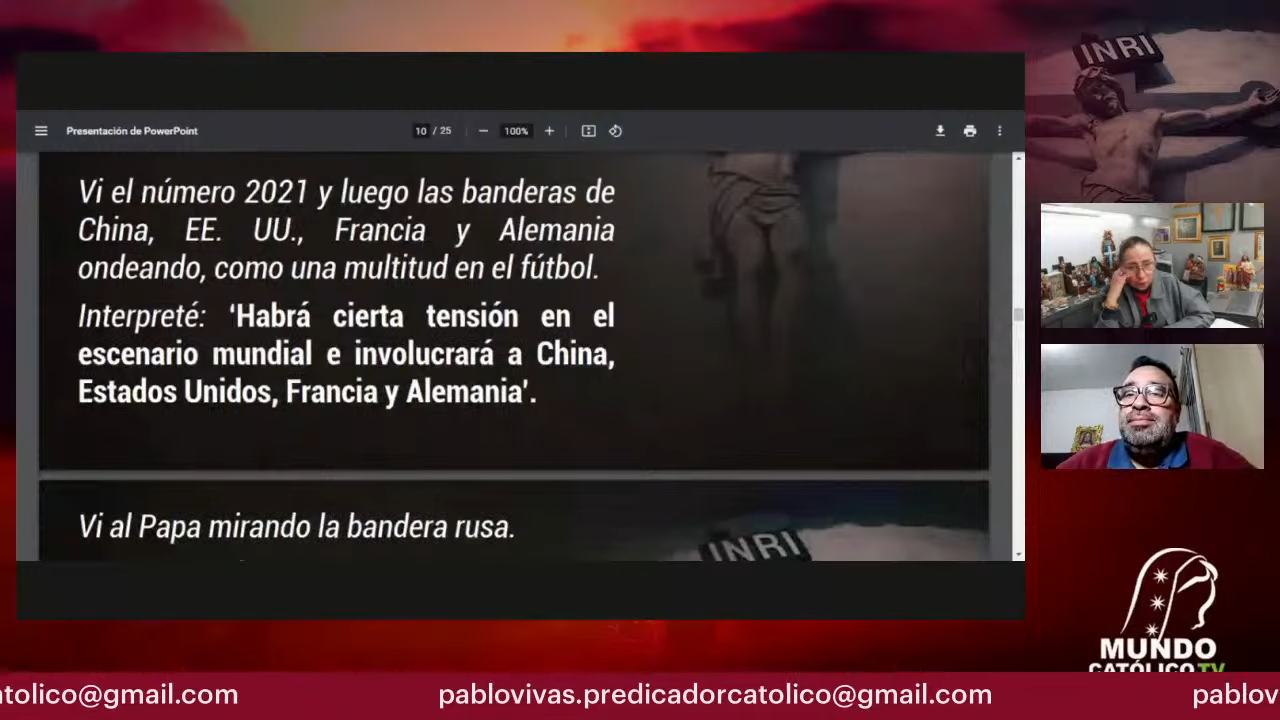 INRI
Presentación de PowerPoint
10 / 25
100%
Vi el número 2021 y luego las banderas de
China, EE. UU., Francia y Alemania
ondeando, como una multitud en el fútbol.
Interpreté: ‘Habrá cierta tensión en el
escenario mundial e involucrará a China,
Estados Unidos, Francia y Alemania’.
Vi al Papa mirando la bandera rusa.
INRI
MUNDO
CATÓLICO TV
atolico@gmail.com pablovivas.predicadorcatolico@gmail.com pablov